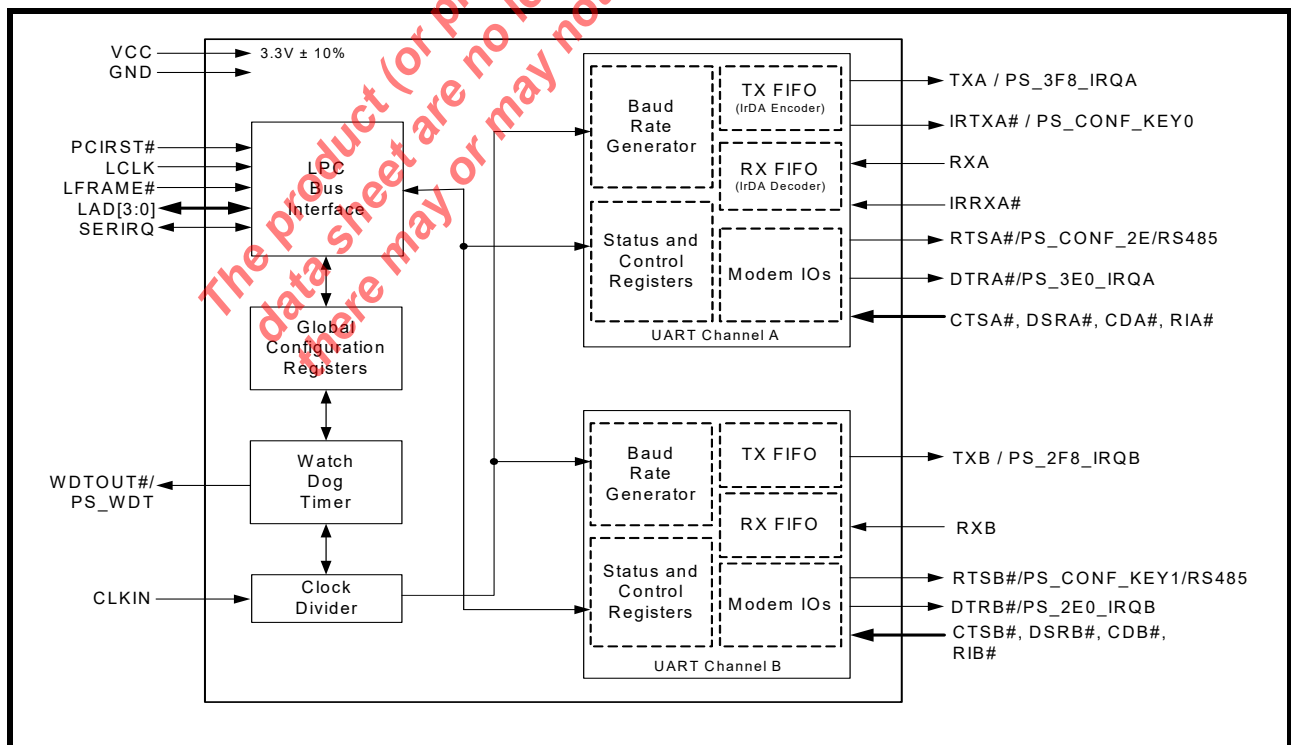 VCC
GND
3.3V ± 10%
PCIRST#
LCLK
LFRAME#
LAD[3:0]
SERIRQ
LPC
Bus
Interface
Global
Configuration
Registers
WDTOUT#/
PS_WDT
Watch
Dog
Timer
CLKIN
Clock
Divider
Baud
Rate
Generator
TX FIFO
(IrDA Encoder)
RX FIFO
(IrDA Decoder)
Status and
Control
Registers
Modem IOs
UART Channel A
TXA / PS_3F8_IRQA
IRTXA# / PS_CONF_KEY0
RXA
IRRXA#
RTSA#/PS_CONF_2E/RS485
DTRA#/PS_3E0_IRQA
CTSA#, DSRA#, CDA#, RIA#
Baud
Rate
Generator
TX FIFO
RX FIFO
Status and
Control
Registers
Modem IOs
UART Channel B
TXB / PS_2F8_IRQB
RXB
RTSB#/PS_CONF_KEY1/RS485
DTRB#/PS_2E0_IRQB
CTSB#, DSRB#, CDB#,
RIB#
The product (or
data sheet are no
there may or may